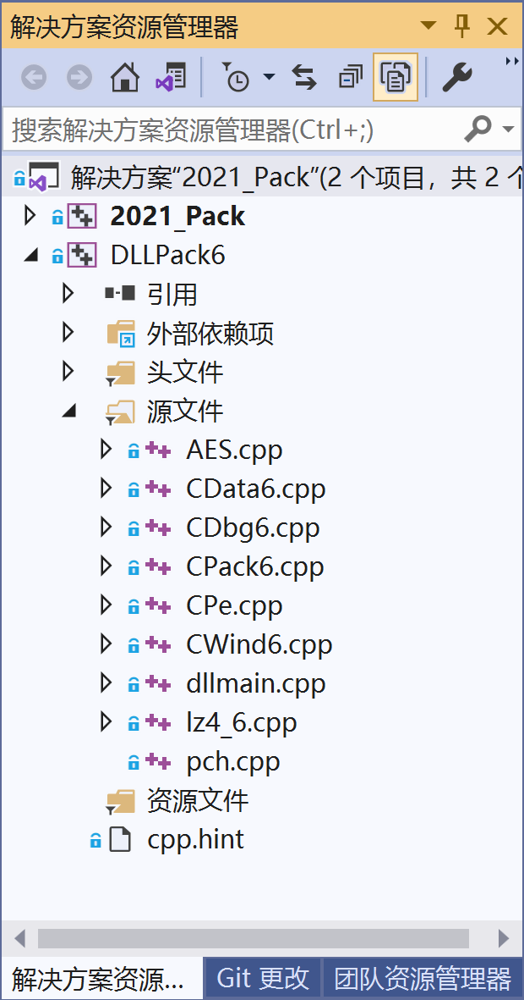 解决方案资源管理器
搜索解决方案资源管理器(Ctrl+;)
解决方案“2021_Pack”(2 个项目，共 2 个
2021_Pack
DLLPack6
引用
外部依赖项
头文件
源文件
AES.cpp
CData6.cpp
CDbg6.cpp
CPack6.cpp
CPe.cpp
CWind6.cpp
dllmain.cpp
lz4_6.cpp
pch.cpp
资源文件
cpp.hint
解决方案资源... Git 更改 团队资源管理器